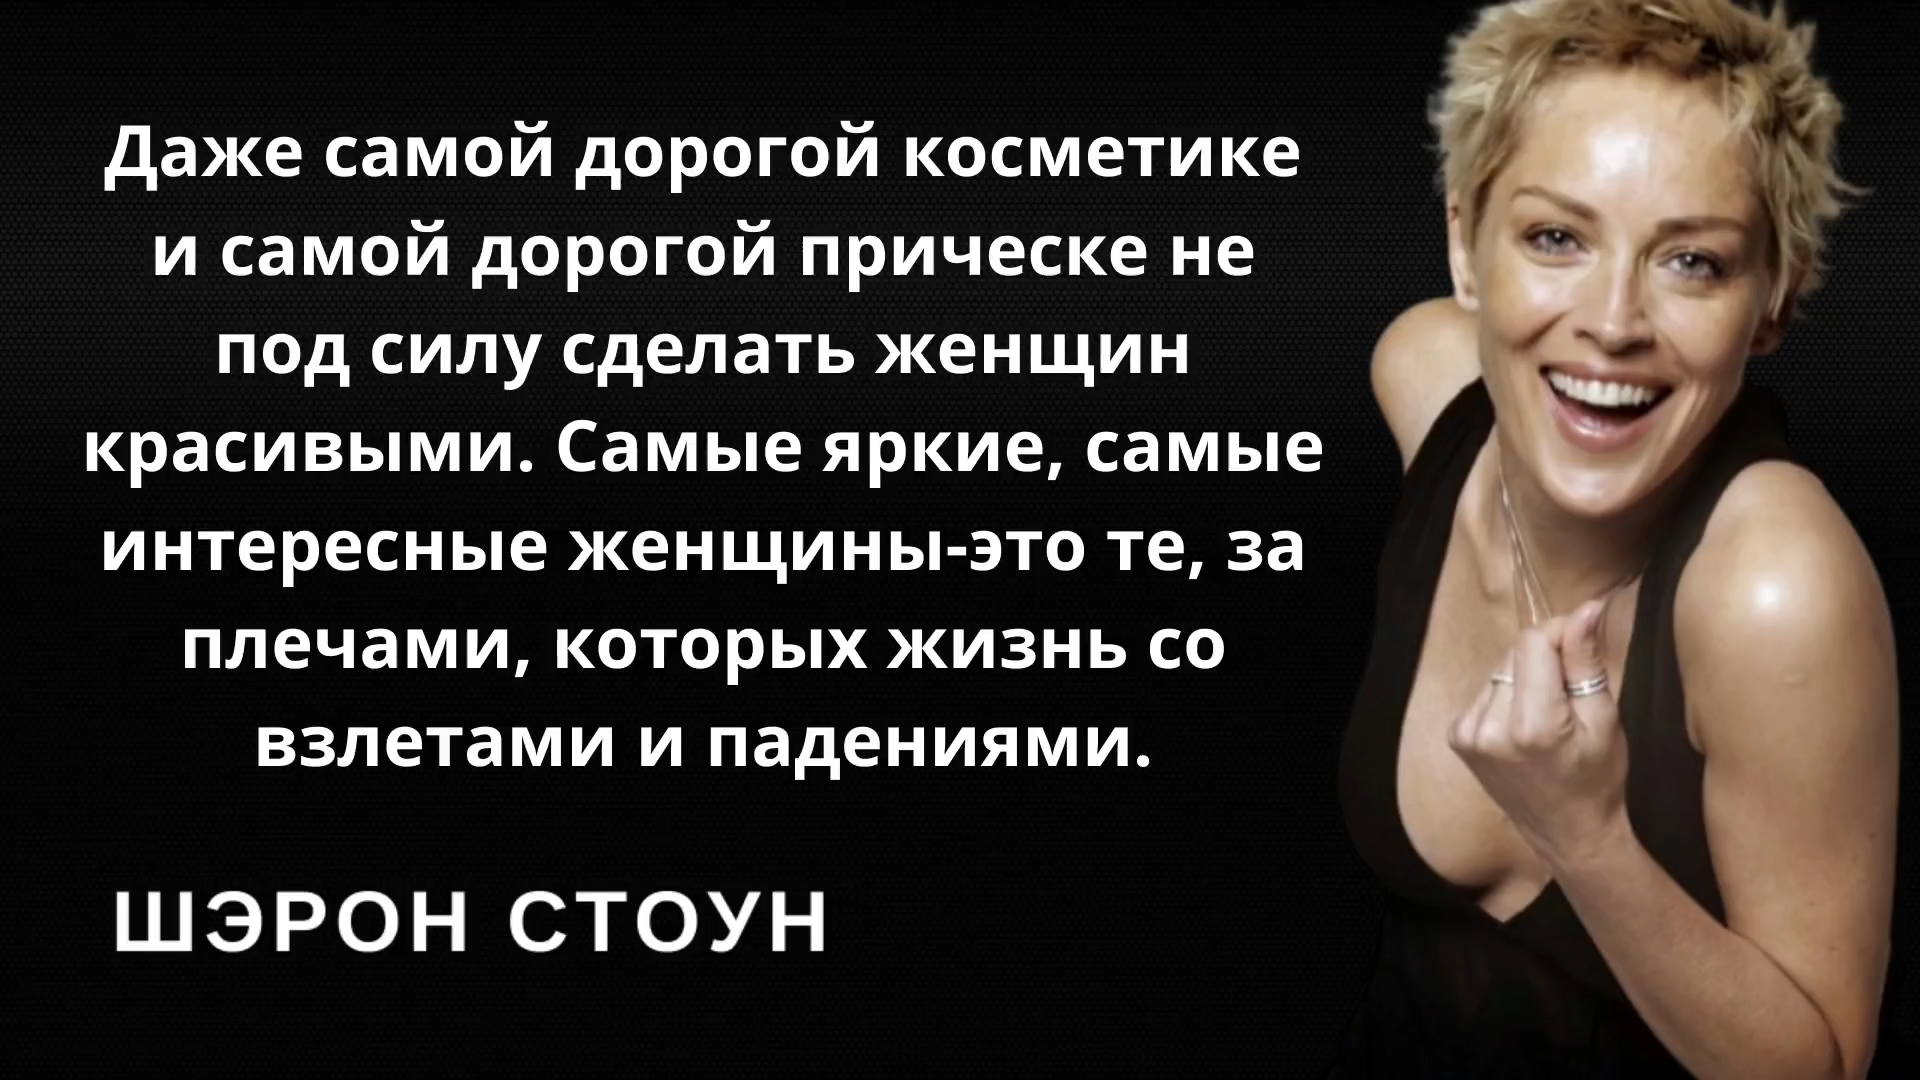 Даже самой дорогой косметике
и самой дорогой прическе не
под силу сделать женщин
красивыми. Самые яркие, самые
интересные женщины-это те, за
плечами, которых жизнь со
взлетами и падениями.
ШЭРОН СТОУН